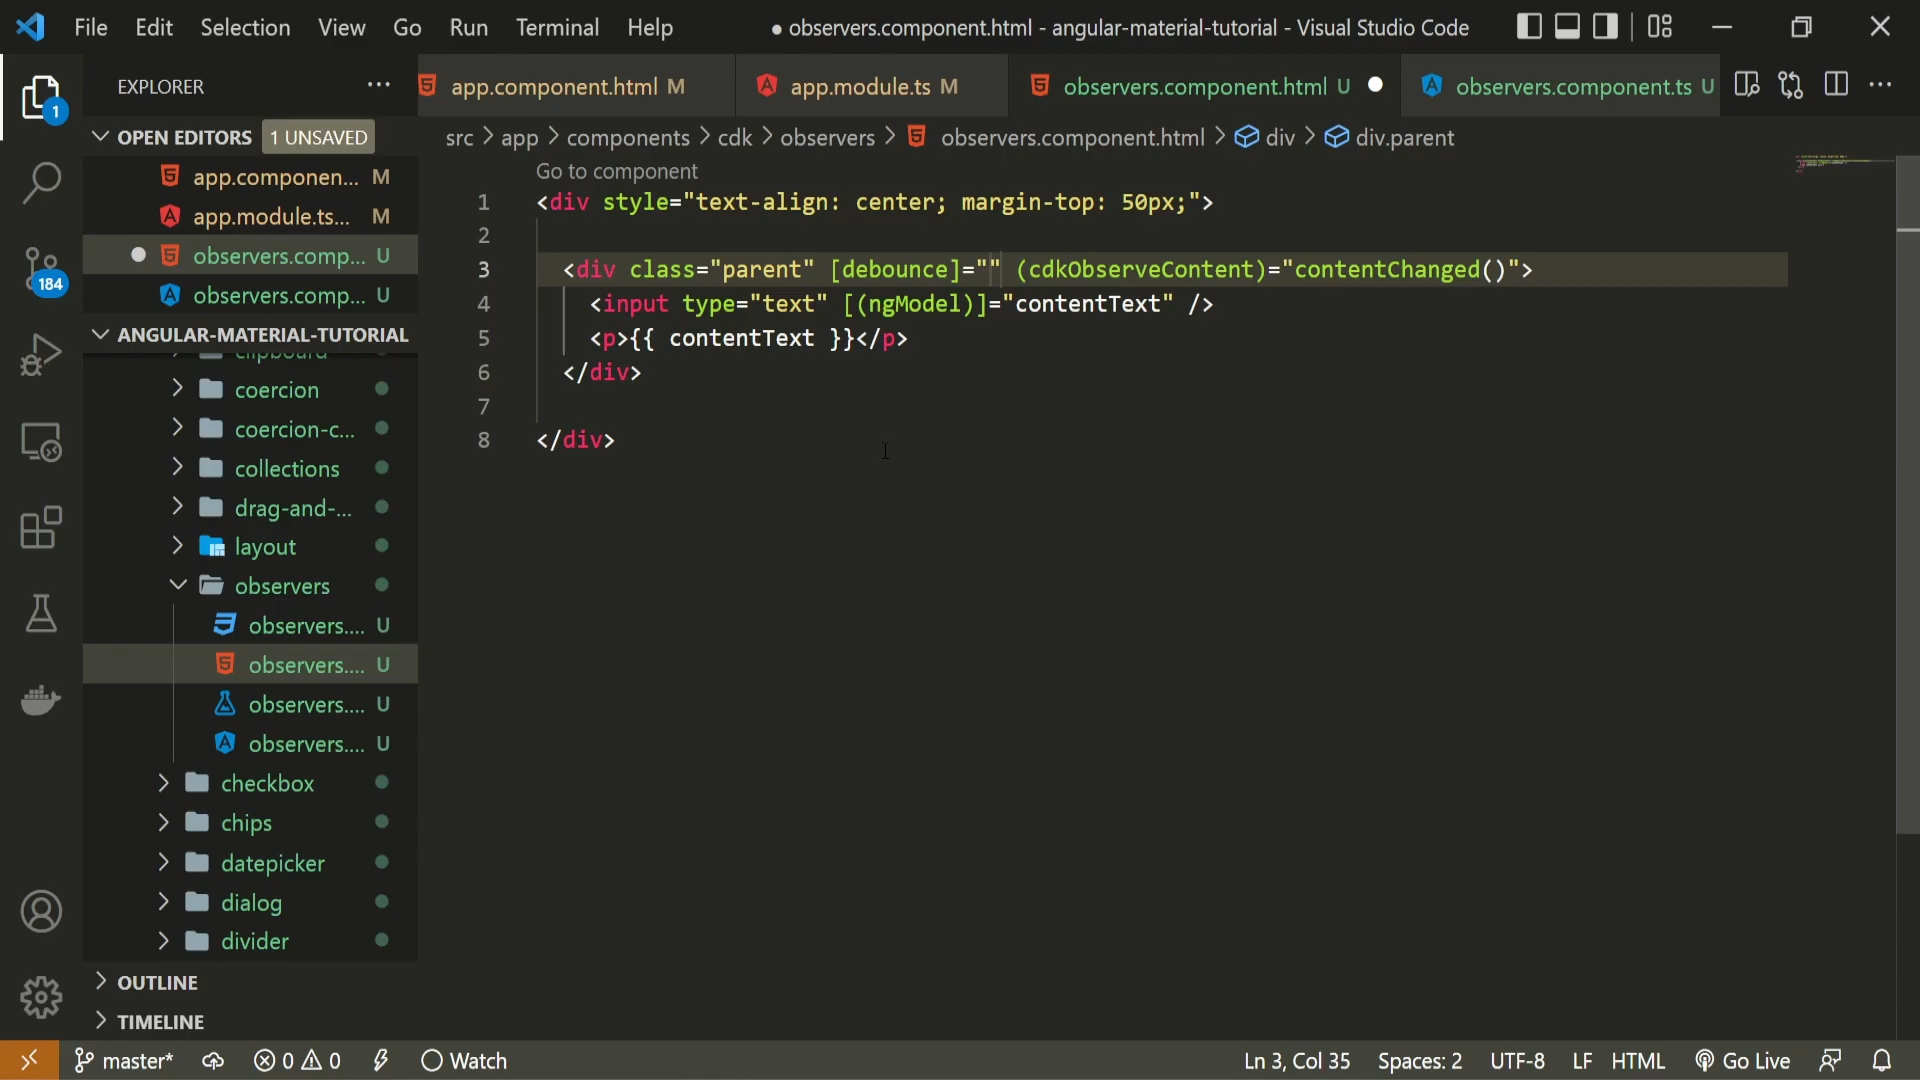 File Edit Selection View Go Run Terminal Help
● observers.component.html - angular-material-tutorial - Visual Studio Code
EXPLORER
app.component.html M
app.module.ts M
observers.component.html U
observers.component.ts U
OPEN EDITORS 1 UNSAVED
app.componen... M
app.module.ts... M
observers.comp... U
observers.comp... U
ANGULAR-MATERIAL-TUTORIAL
clipboard
coercion
coercion-c...
collections
drag-and-...
layout
observers
observers.... U
observers.... U
observers.... U
observers.... U
checkbox
chips
datepicker
dialog
divider
OUTLINE
TIMELINE
1
184
src > app > components > cdk > observers > observers.component.html > div > div.parent
Go to component
1 <div style="text-align: center; margin-top: 50px;">
2
3 <div class="parent" [debounce]="" (cdkObserveContent)="contentChanged()">
4 <input type="text" [(ngModel)]="contentText" />
5 <p>{{ contentText }}</p>
6 </div>
7
8 </div>
master* 0 0 Watch
Ln 3, Col 35 Spaces: 2 UTF-8 LF HTML Go Live